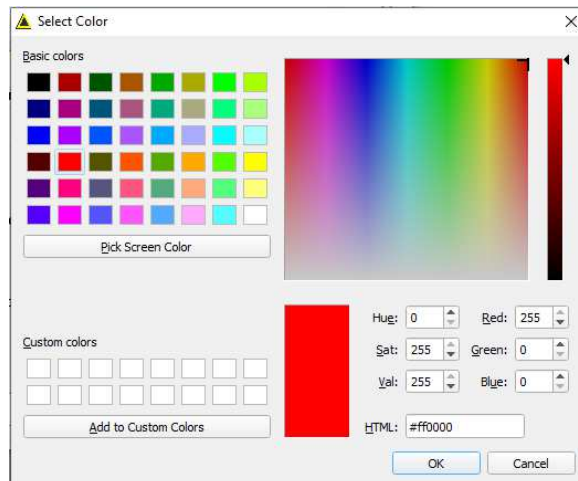 Select Color
Basic colors
Pick Screen Color
Custom colors
Add to Custom Colors
Hue: 0
Red: 255
Sat: 255
Green: 0
Val: 255
Blue: 0
HTML: #ff0000
OK
Cancel